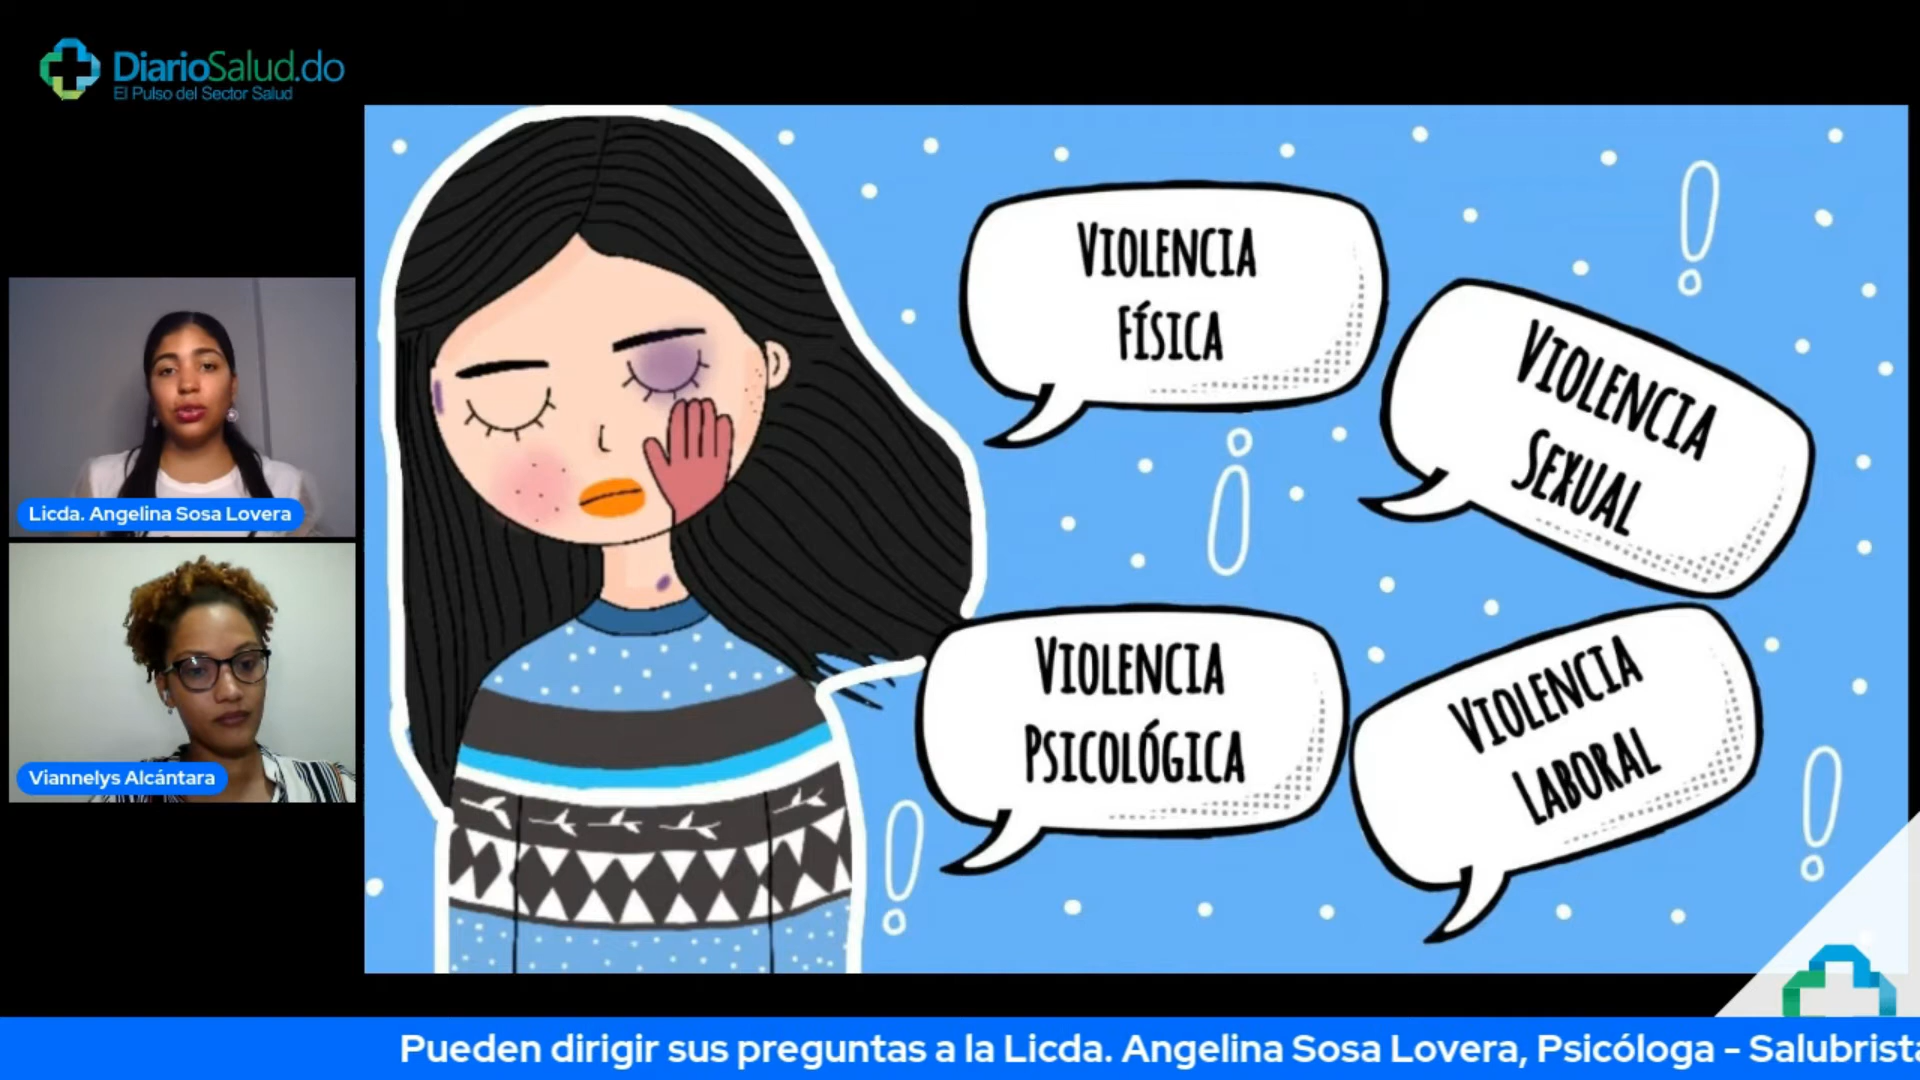 DiarioSalud.do
El Pulso del Sector Salud
VIOLENCIA
FÍSICA
VIOLENCIA
SEXUAL
Licda. Angelina Sosa Lovera
VIOLENCIA
PSICOLÓGICA
VIOLENCIA
LABORAL
Viannelys Alcántara
Pueden dirigir sus preguntas a la Licda. Angelina Sosa Lovera, Psicóloga - Salubrista